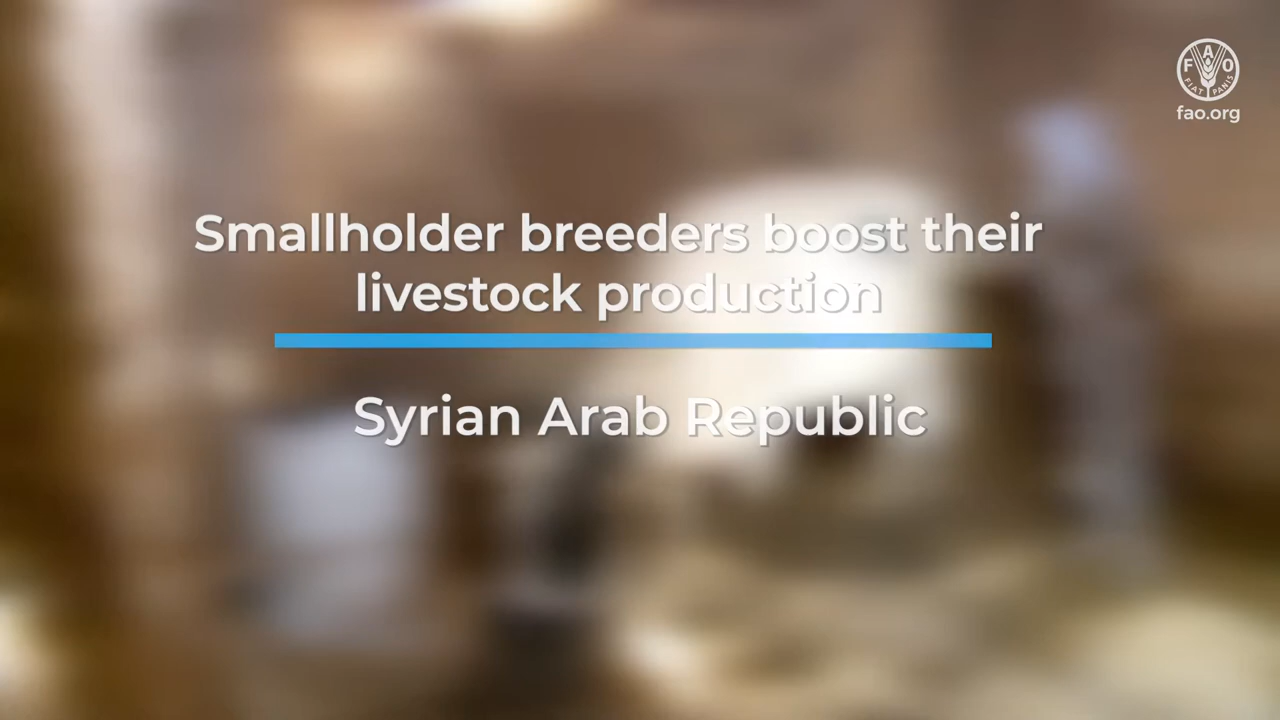 F A O
FIAT PANIS
fao.org
Smallholder breeders boost their
livestock production
Syrian Arab Republic